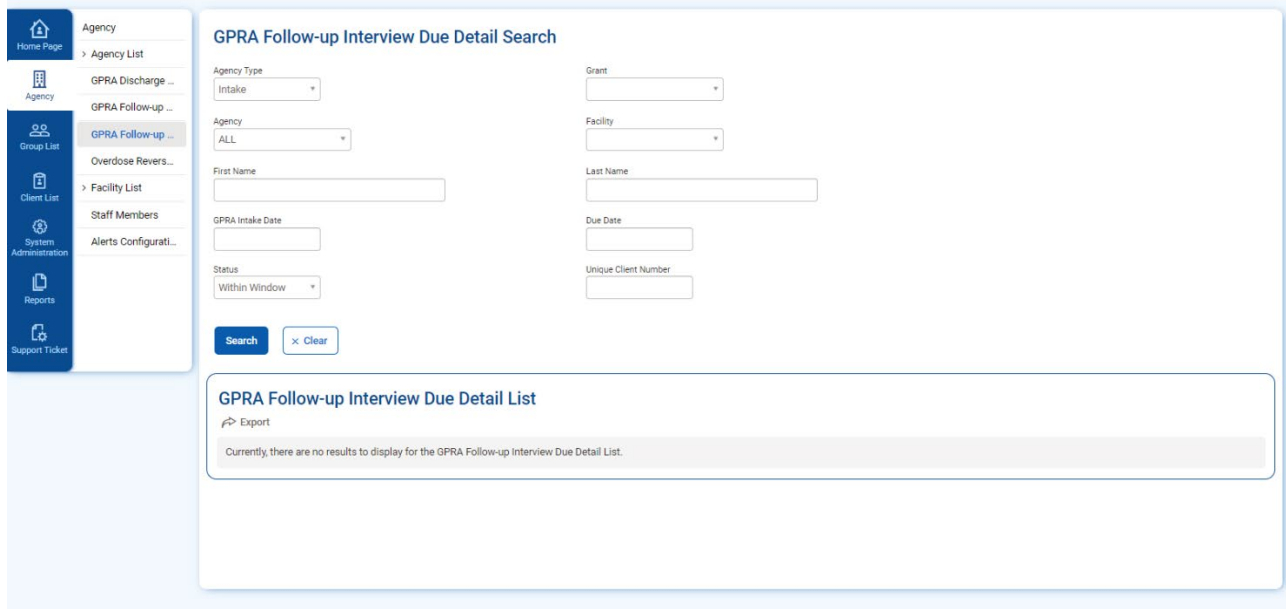 Home Page
Agency
Group List
Client List
System
Administration
Reports
Support Ticket
Agency
> Agency List
GPRA Discharge ...
GPRA Follow-up ...
GPRA Follow-up ...
Overdose Revers...
> Facility List
Staff Members
Alerts Configurati...
GPRA Follow-up Interview Due Detail Search
Agency Type
Grant
Intake
Agency
Facility
ALL
First Name
Last Name
GPRA Intake Date
Due Date
Status
Unique Client Number
Within Window
Search
× Clear
GPRA Follow-up Interview Due Detail List
Export
Currently, there are no results to display for the GPRA Follow-up Interview Due Detail List.